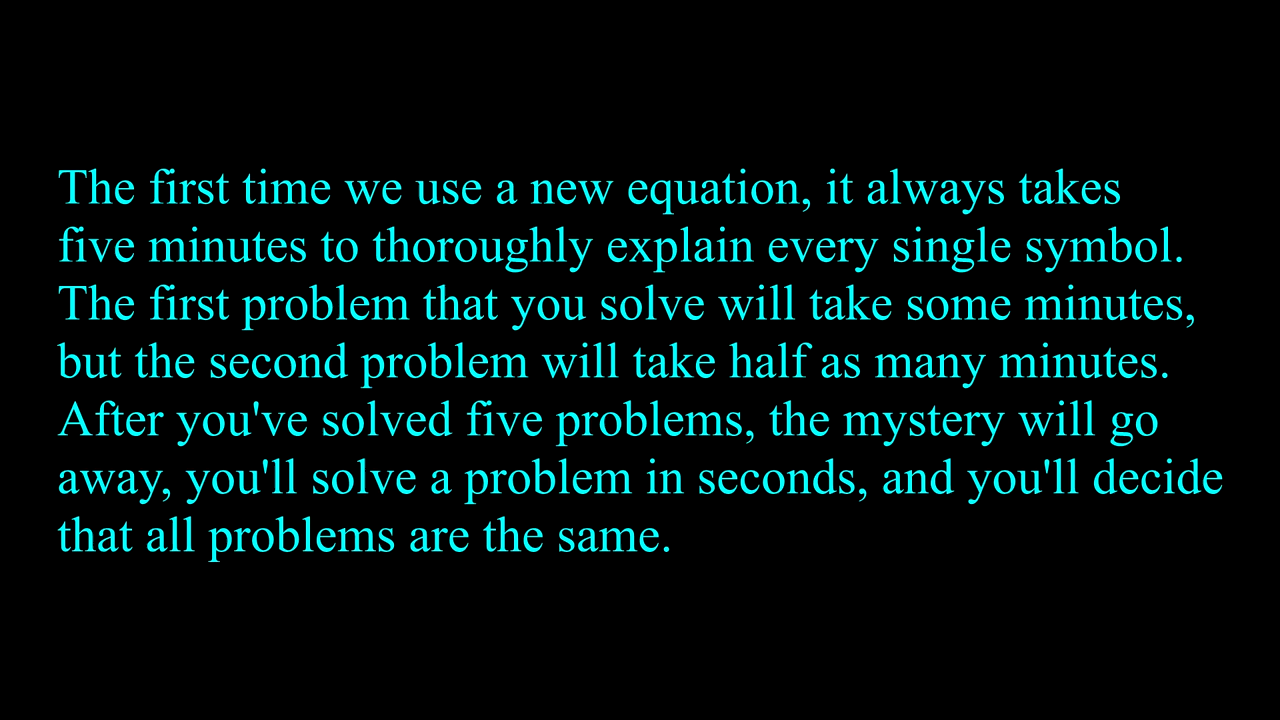 The first time we use a new equation, it always takes
five minutes to thoroughly explain every single symbol.
The first problem that you solve will take some minutes,
but the second problem will take half as many minutes.
After you've solved five problems, the mystery will go
away, you'll solve a problem in seconds, and you'll decide
that all problems are the same.